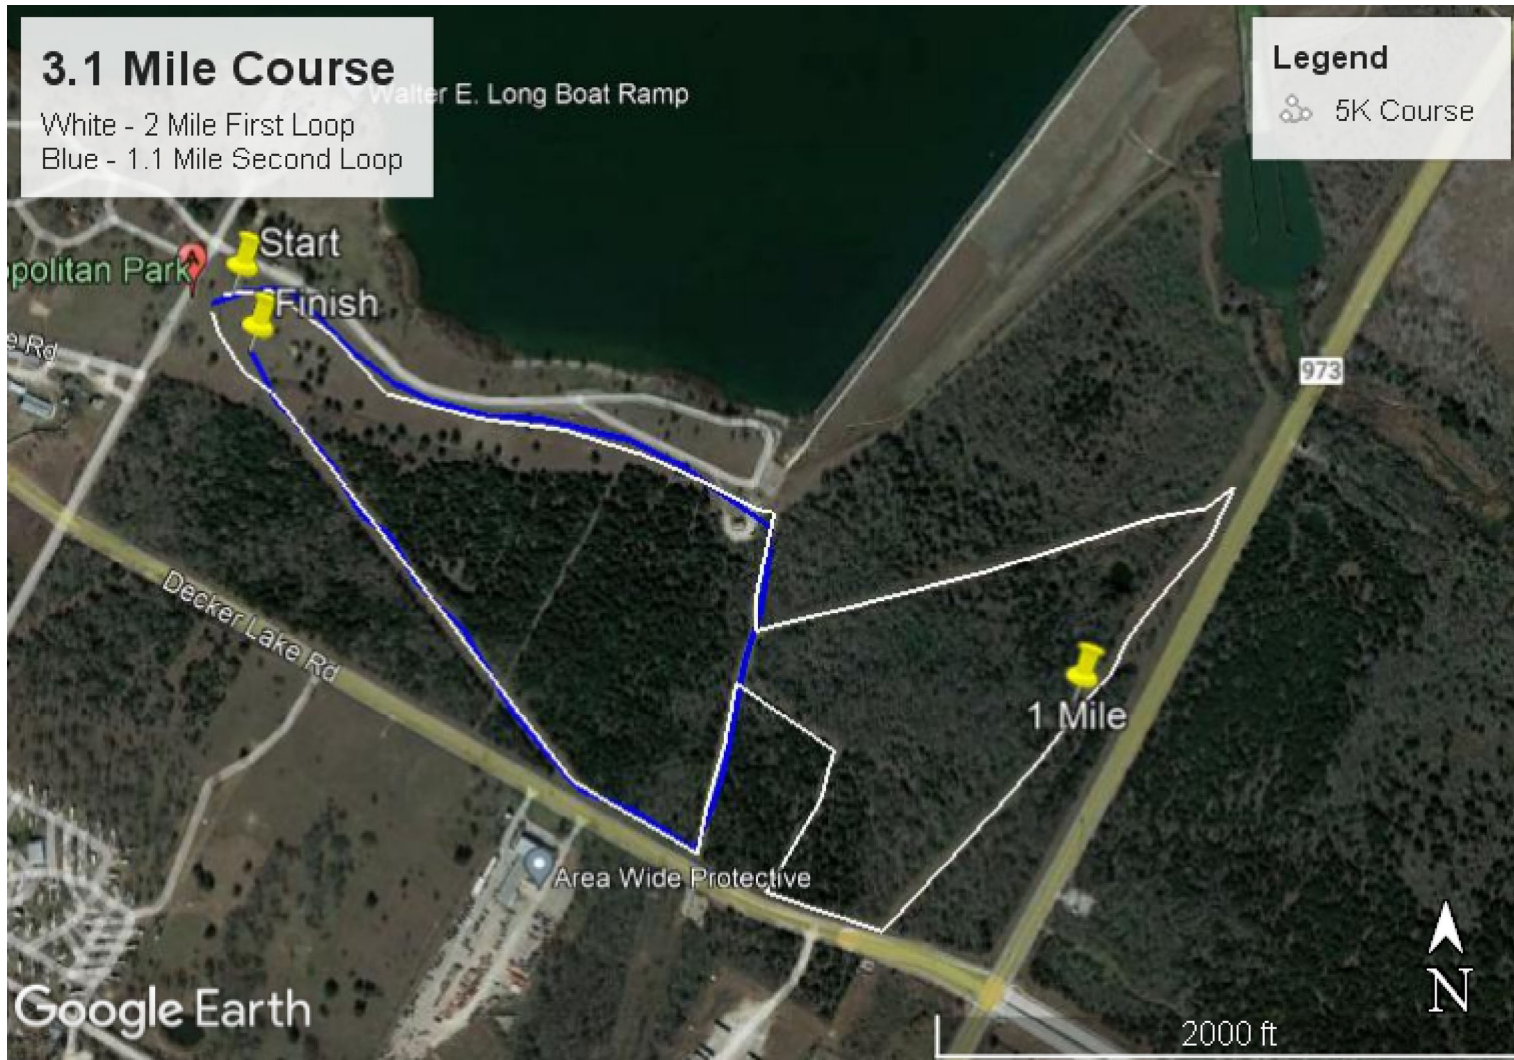 3.1 Mile Course
White - 2 Mile First Loop
Blue - 1.1 Mile Second Loop
Walter E. Long Boat Ramp
Legend
5K Course
Start
opolitan Park
Finish
e Rd
973
Decker Lake Rd
1 Mile
Area Wide Protective
Google Earth
N
2000 ft